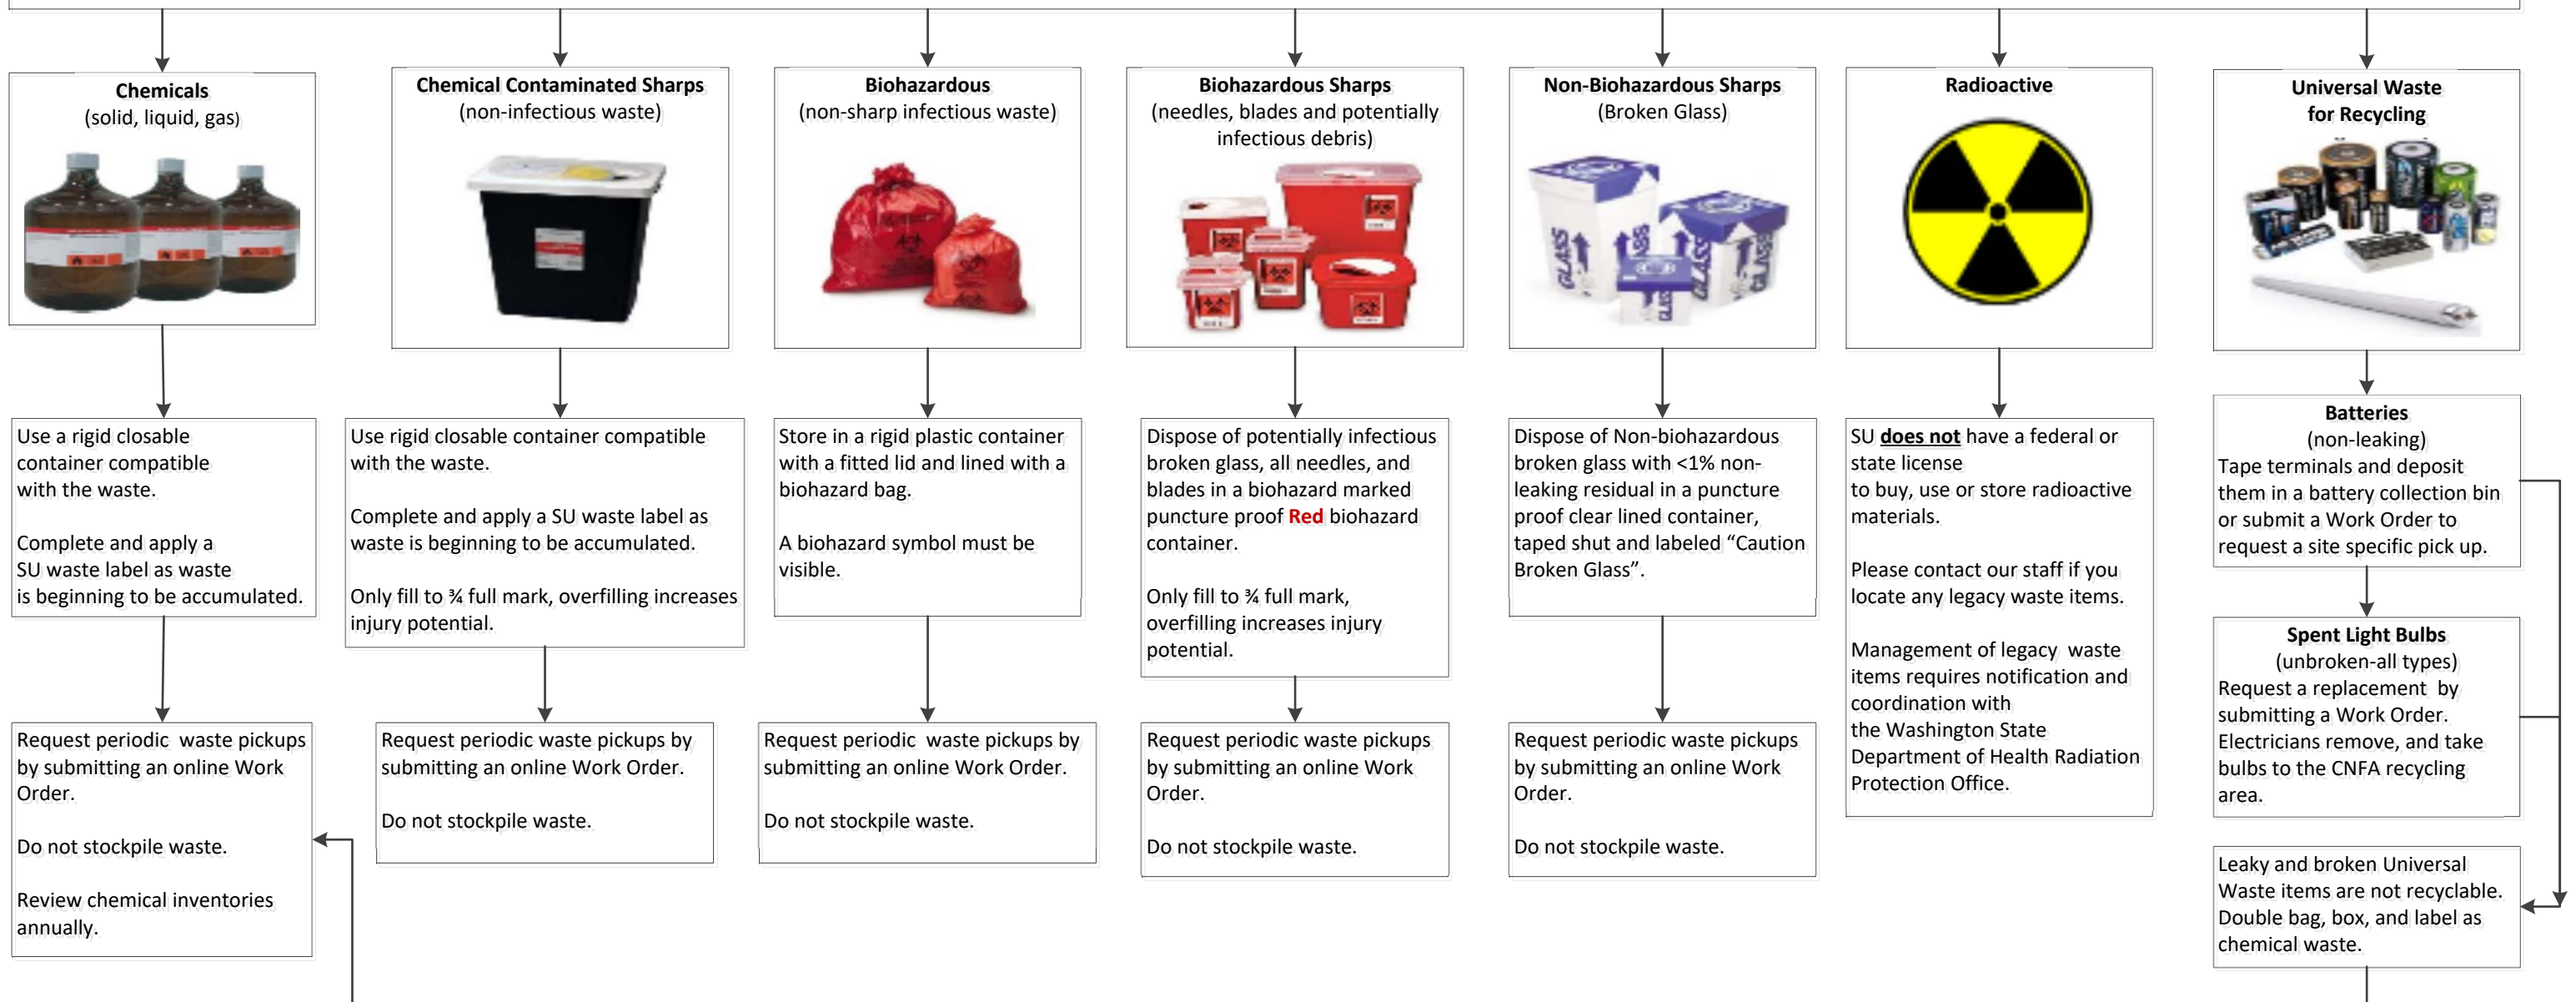 Chemicals
(solid, liquid, gas)
Use a rigid closable
container compatible
with the waste.
Complete and apply a
SU waste label as waste
is beginning to be accumulated.
Request periodic  waste pickups
by submitting an online Work
Order.
Do not stockpile waste.
Review chemical inventories
annually.
Chemical Contaminated Sharps
(non-infectious waste)
Use rigid closable container compatible
with the waste.
Complete and apply a SU waste label as
waste is beginning to be accumulated.
Only fill to ¾ full mark, overfilling increases
injury potential.
Request periodic waste pickups by
submitting an online Work Order.
Do not stockpile waste.
Biohazardous
(non-sharp infectious waste)
Store in a rigid plastic container
with a fitted lid and lined with a
biohazard bag.
A biohazard symbol must be
visible.
Request periodic  waste pickups by
submitting an online Work Order.
Do not stockpile waste.
Biohazardous Sharps
(needles, blades and potentially
infectious debris)
Dispose of potentially infectious
broken glass, all needles, and
blades in a biohazard marked
puncture proof Red biohazard
container.
Only fill to ¾ full mark,
overfilling increases injury
potential.
Request periodic waste pickups
by submitting an online Work
Order.
Do not stockpile waste.
Non-Biohazardous Sharps
(Broken Glass)
GLASS
GLASS
GLASS
GLASS
Dispose of Non-biohazardous
broken glass with <1% non-
leaking residual in a puncture
proof clear lined container,
taped shut and labeled “Caution
Broken Glass”.
Request periodic waste pickups
by submitting an online Work
Order.
Do not stockpile waste.
Radioactive
SU does not have a federal or
state license
to buy, use or store radioactive
materials.
Please contact our staff if you
locate any legacy waste items.
Management of legacy  waste
items requires notification and
coordination with
the Washington State
Department of Health Radiation
Protection Office.
Universal Waste
for Recycling
Batteries
(non-leaking)
Tape terminals and deposit
them in a battery collection bin
or submit a Work Order to
request a site specific pick up.
Spent Light Bulbs
(unbroken-all types)
Request a replacement  by
submitting a Work Order.
Electricians remove, and take
bulbs to the CNFA recycling
area.
Leaky and broken Universal
Waste items are not recyclable.
Double bag, box, and label as
chemical waste.